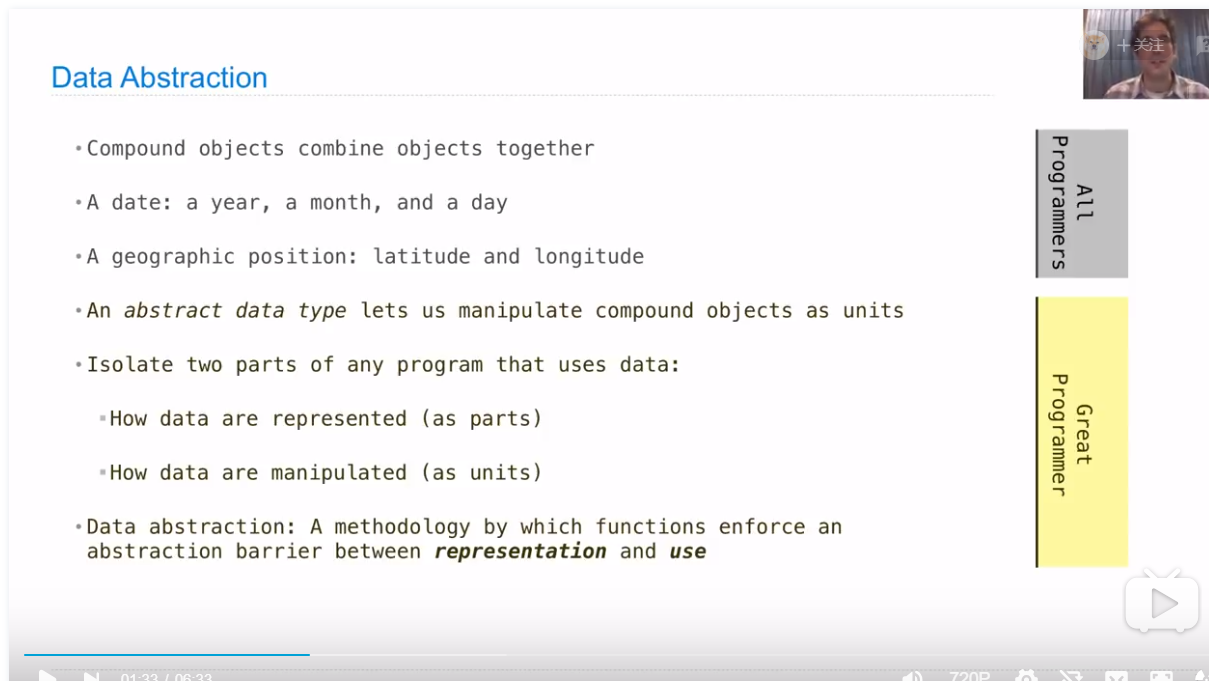 + 关注
Data Abstraction
•Compound objects combine objects together
•A date: a year, a month, and a day
•A geographic position: latitude and longitude
•An abstract data type lets us manipulate compound objects as units
•Isolate two parts of any program that uses data:
▪How data are represented (as parts)
▪How data are manipulated (as units)
•Data abstraction: A methodology by which functions enforce an
abstraction barrier between representation and use
All
Programmers
Great
Programmer
01:33 / 06:33
720P